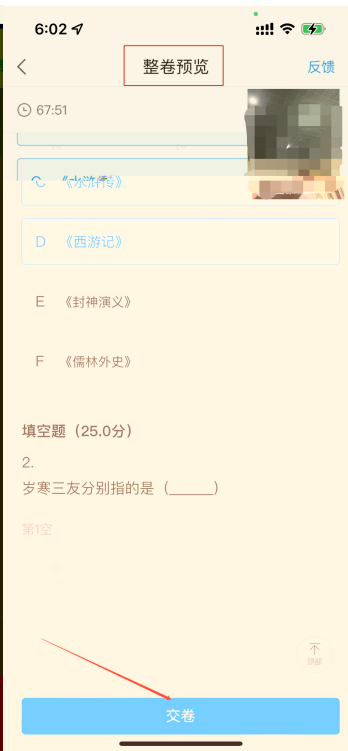 6:02
整卷预览
反馈
67:51
C 《水浒传》
D 《西游记》
E 《封神演义》
F 《儒林外史》
填空题（25.0分）
2.
岁寒三友分别指的是（______）
第1空
顶部
交卷